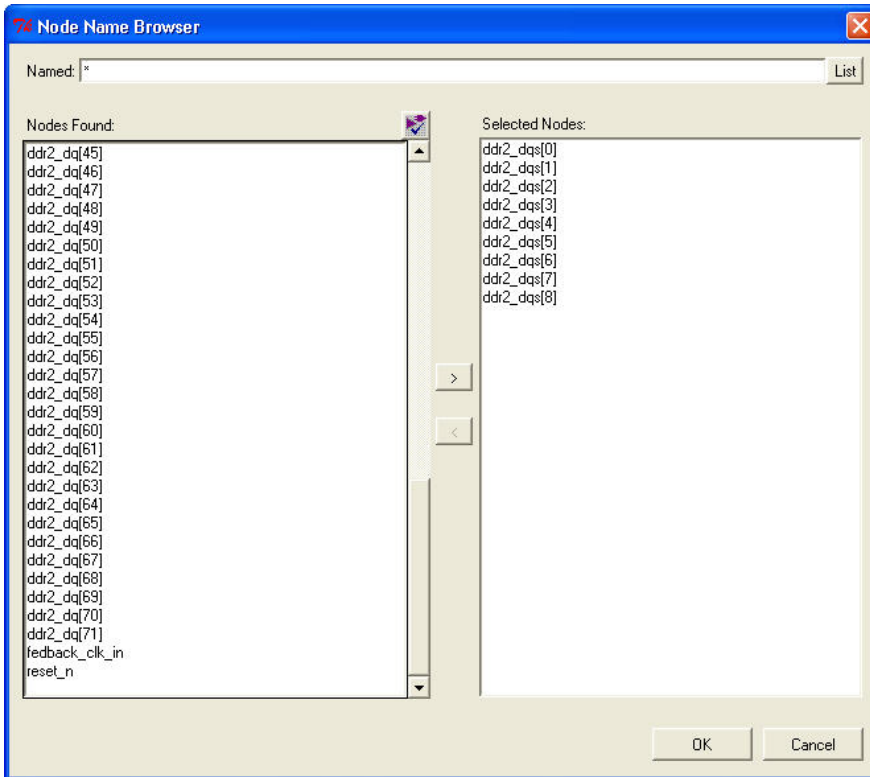 Node Name Browser
Named: *
List
Nodes Found:
ddr2_dq[45]
ddr2_dq[46]
ddr2_dq[47]
ddr2_dq[48]
ddr2_dq[49]
ddr2_dq[50]
ddr2_dq[51]
ddr2_dq[52]
ddr2_dq[53]
ddr2_dq[54]
ddr2_dq[55]
ddr2_dq[56]
ddr2_dq[57]
ddr2_dq[58]
ddr2_dq[59]
ddr2_dq[60]
ddr2_dq[61]
ddr2_dq[62]
ddr2_dq[63]
ddr2_dq[64]
ddr2_dq[65]
ddr2_dq[66]
ddr2_dq[67]
ddr2_dq[68]
ddr2_dq[69]
ddr2_dq[70]
ddr2_dq[71]
fedback_clk_in
reset_n
>
<
Selected Nodes:
ddr2_dqs[0]
ddr2_dqs[1]
ddr2_dqs[2]
ddr2_dqs[3]
ddr2_dqs[4]
ddr2_dqs[5]
ddr2_dqs[6]
ddr2_dqs[7]
ddr2_dqs[8]
OK
Cancel